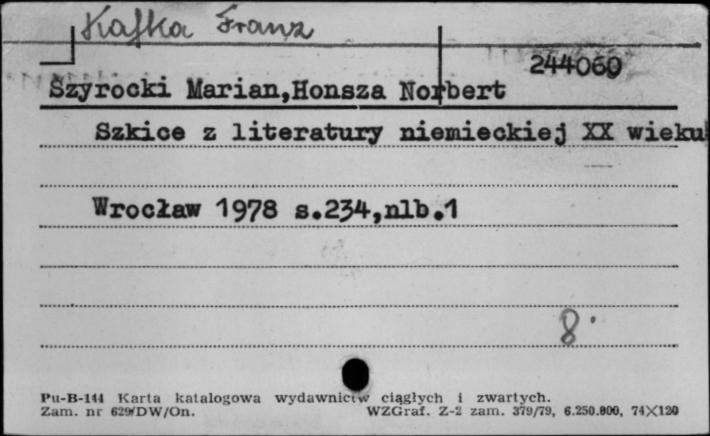 Kafka Franz
244060
Szyrocki Marian,Honsza Norbert
Szkice z literatury niemieckiej XX wieku
Wrocław 1978 s.234,nlb.1
8.
Pu-B-144 Karta katalogowa wydawnictw ciągłych i zwartych.
Zam. nr 629/DW/On. WZGraf. Z-2 zam. 379/79, 6.250.000, 74X120